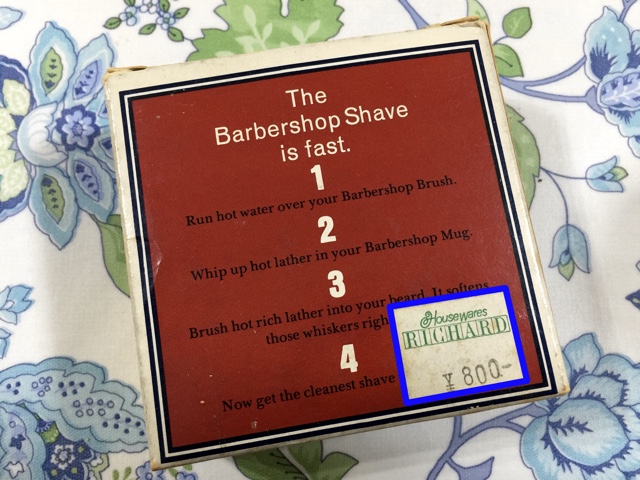 The
Barbershop Shave
is fast.
1
Run hot water over your Barbershop Brush.
2
Whip up hot lather in your Barbershop Mug.
3
Brush hot rich lather into your beard. It softens
those whiskers
4
Now get the cleanest shave
Housewares
RICHARD
¥ 800-